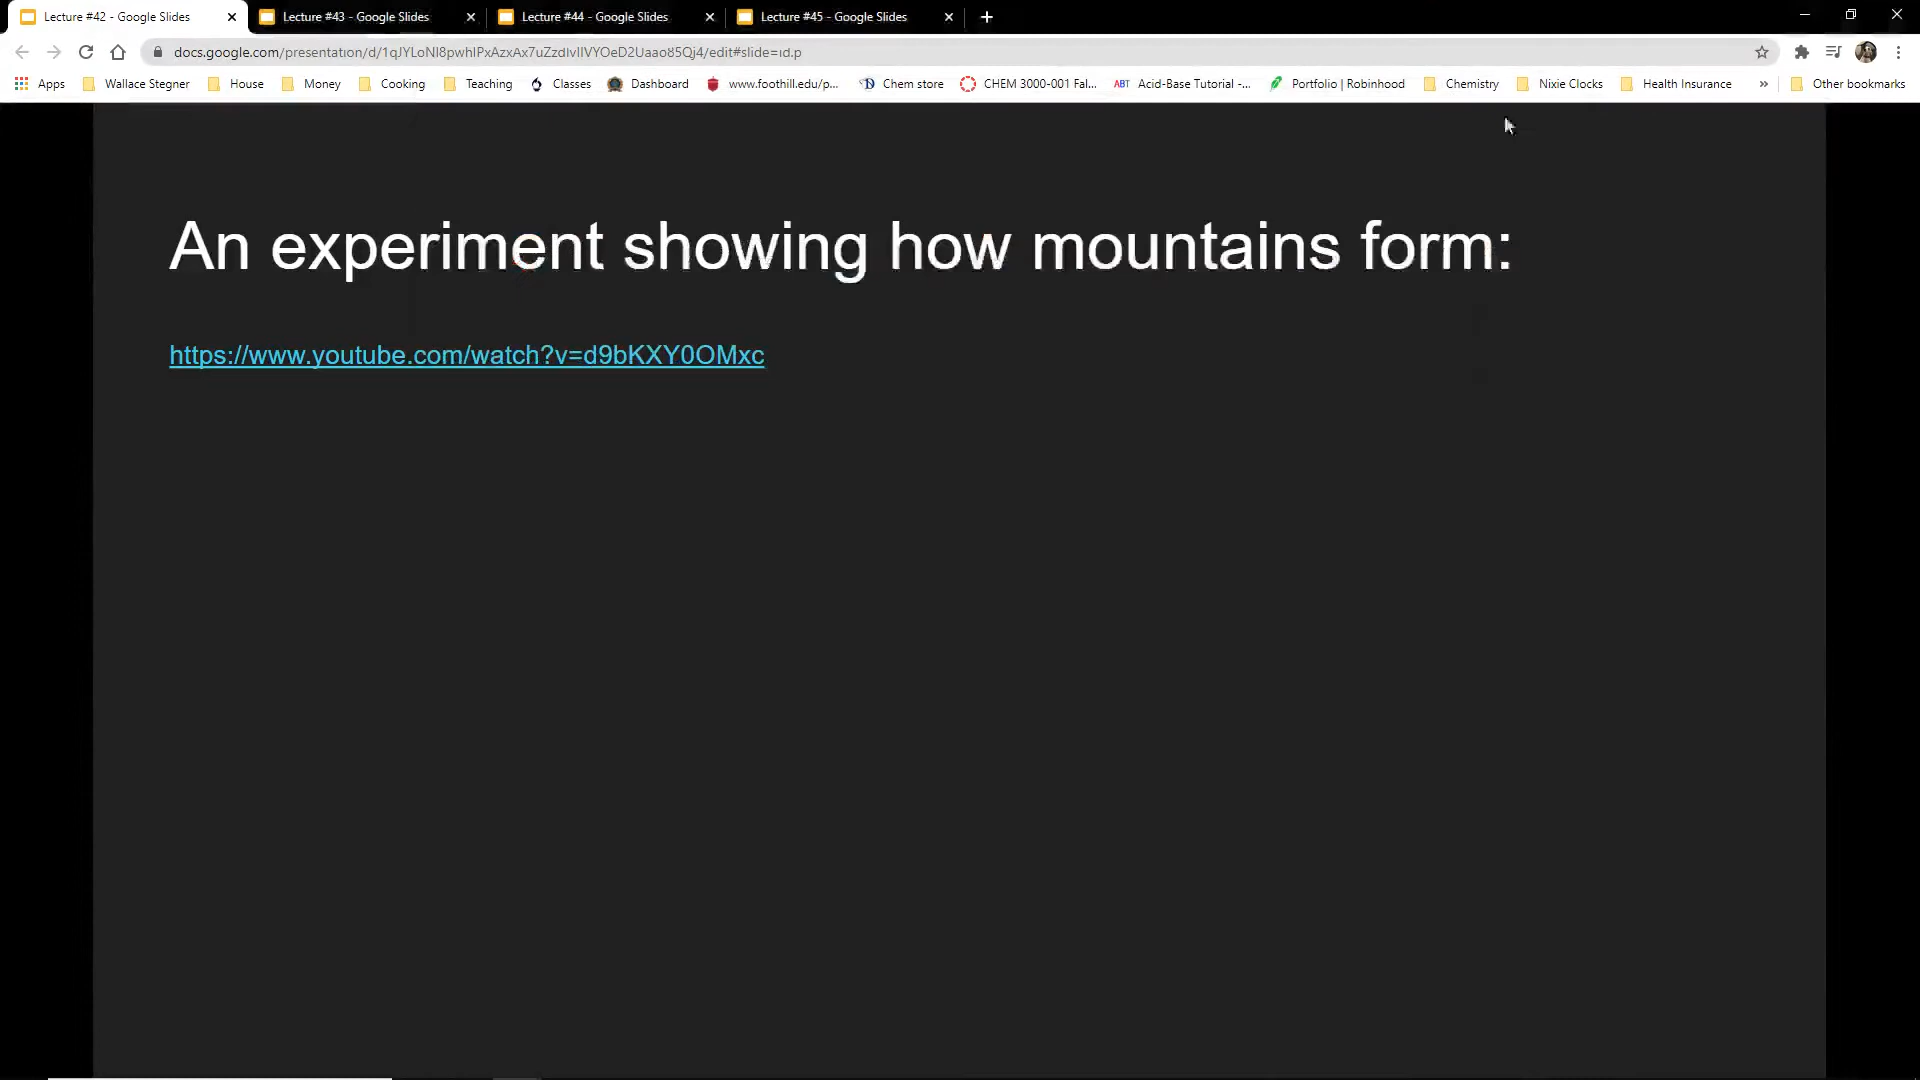 Lecture #42 - Google Slides
Lecture #43 - Google Slides
Lecture #44 - Google Slides
Lecture #45 - Google Slides
docs.google.com/presentation/d/
/edit#slide=id.p
Apps
Wallace Stegner
House
Money
Cooking
Teaching
Classes
Dashboard
www.foothill.edu/p...
Chem store
CHEM 3000-001 Fal...
ABT
Acid-Base Tutorial -...
Portfolio | Robinhood
Chemistry
Nixie Clocks
Health Insurance
»
Other bookmarks
An experiment showing how mountains form:
https://www.youtube.com/watch?v=d9bKXY0OMxc